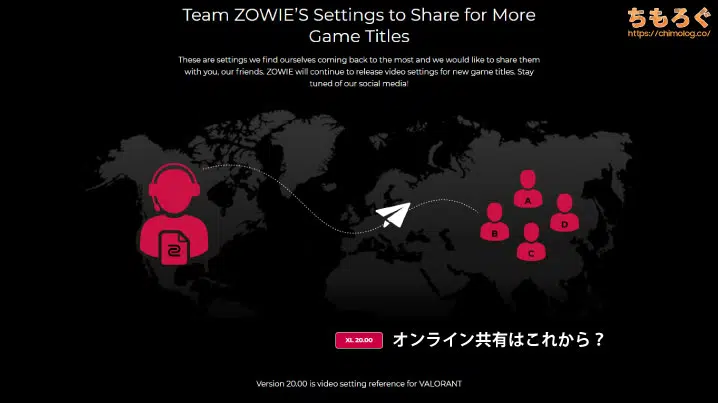 Team ZOWIE'S Settings to Share for More
Game Titles
ちもろぐ
https://chimolog.co/
These are settings we find ourselves coming back to the most and we would like to share them
with you, our friends. ZOWIE will continue to release video settings for new game titles. Stay
tuned of our social media!
A
B
D
C
XL 20.00
オンライン共有はこれから？
Version 20.00 is video setting reference for VALORANT